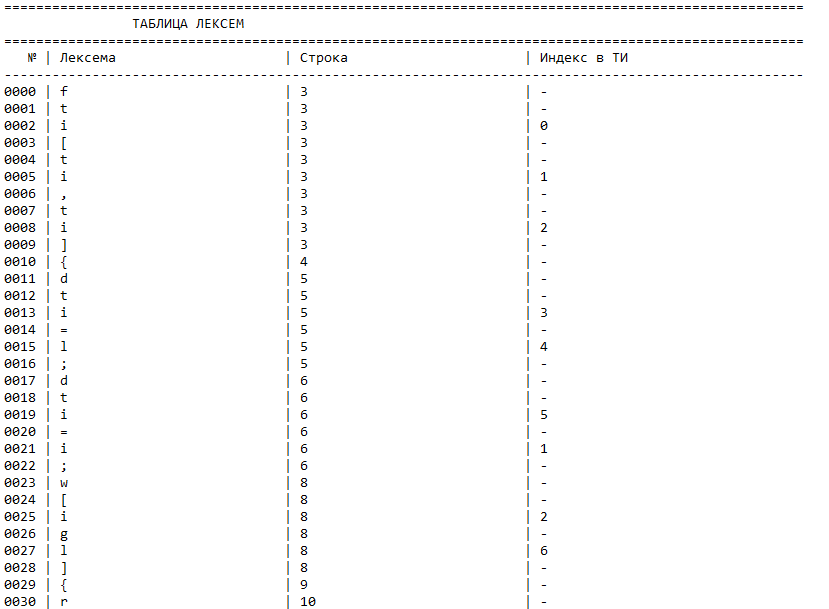 ====================================================================================================
ТАБЛИЦА ЛЕКСЕМ
====================================================================================================
№ | Лексема | Строка | Индекс в ТИ
----------------------------------------------------------------------------------------------------
0000 | f | 3 | -
0001 | t | 3 | -
0002 | i | 3 | 0
0003 | [ | 3 | -
0004 | t | 3 | -
0005 | i | 3 | 1
0006 | , | 3 | -
0007 | t | 3 | -
0008 | i | 3 | 2
0009 | ] | 3 | -
0010 | { | 4 | -
0011 | d | 5 | -
0012 | t | 5 | -
0013 | i | 5 | 3
0014 | = | 5 | -
0015 | l | 5 | 4
0016 | ; | 5 | -
0017 | d | 6 | -
0018 | t | 6 | -
0019 | i | 6 | 5
0020 | = | 6 | -
0021 | i | 6 | 1
0022 | ; | 6 | -
0023 | w | 8 | -
0024 | [ | 8 | -
0025 | i | 8 | 2
0026 | g | 8 | -
0027 | l | 8 | 6
0028 | ] | 8 | -
0029 | { | 9 | -
0030 | r | 10 | -